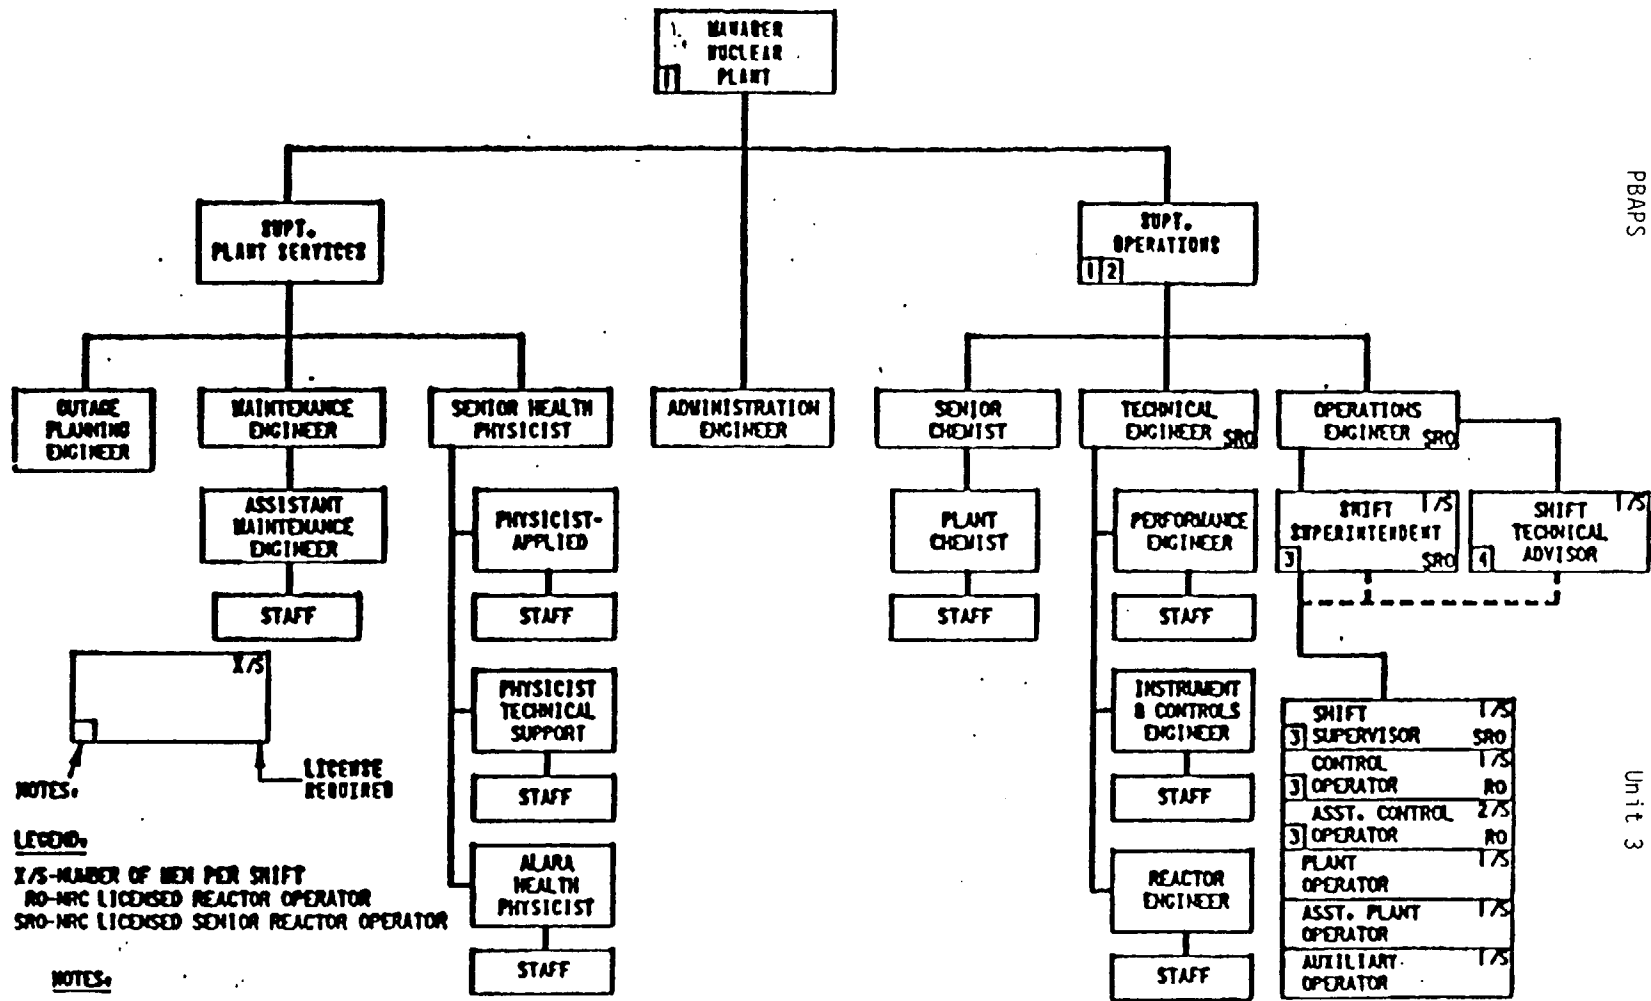 MANAGER
NUCLEAR
PLANT
1
SUPT.
PLANT SERVICES
SUPT.
OPERATIONS
1 2
OUTAGE
PLANNING
ENGINEER
MAINTENANCE
ENGINEER
SENIOR HEALTH
PHYSICIST
ADMINISTRATION
ENGINEER
SENIOR
CHEMIST
TECHNICAL
ENGINEER
SRO
OPERATIONS
ENGINEER
SRO
ASSISTANT
MAINTENANCE
ENGINEER
STAFF
PHYSICIST-
APPLIED
STAFF
PHYSICIST
TECHNICAL
SUPPORT
STAFF
ALARA
HEALTH
PHYSICIST
STAFF
PLANT
CHEMIST
STAFF
PERFORMANCE
ENGINEER
STAFF
INSTRUMENT
& CONTROLS
ENGINEER
STAFF
REACTOR
ENGINEER
STAFF
1/S
SHIFT
SUPERINTENDENT
3 SRO
1/S
SHIFT
TECHNICAL
4 ADVISOR
SHIFT 1/S
3 SUPERVISOR SRO
CONTROL 1/S
3 OPERATOR RO
ASST. CONTROL 2/S
3 OPERATOR RO
PLANT 1/S
OPERATOR
ASST. PLANT 1/S
OPERATOR
AUXILIARY 1/S
OPERATOR
X/S
NOTES:
LICENSE
REQUIRED
LEGEND:
X/S-NUMBER OF MEN PER SHIFT
RO-NRC LICENSED REACTOR OPERATOR
SRO-NRC LICENSED SENIOR REACTOR OPERATOR
NOTES:
PBAPS
Unit 3